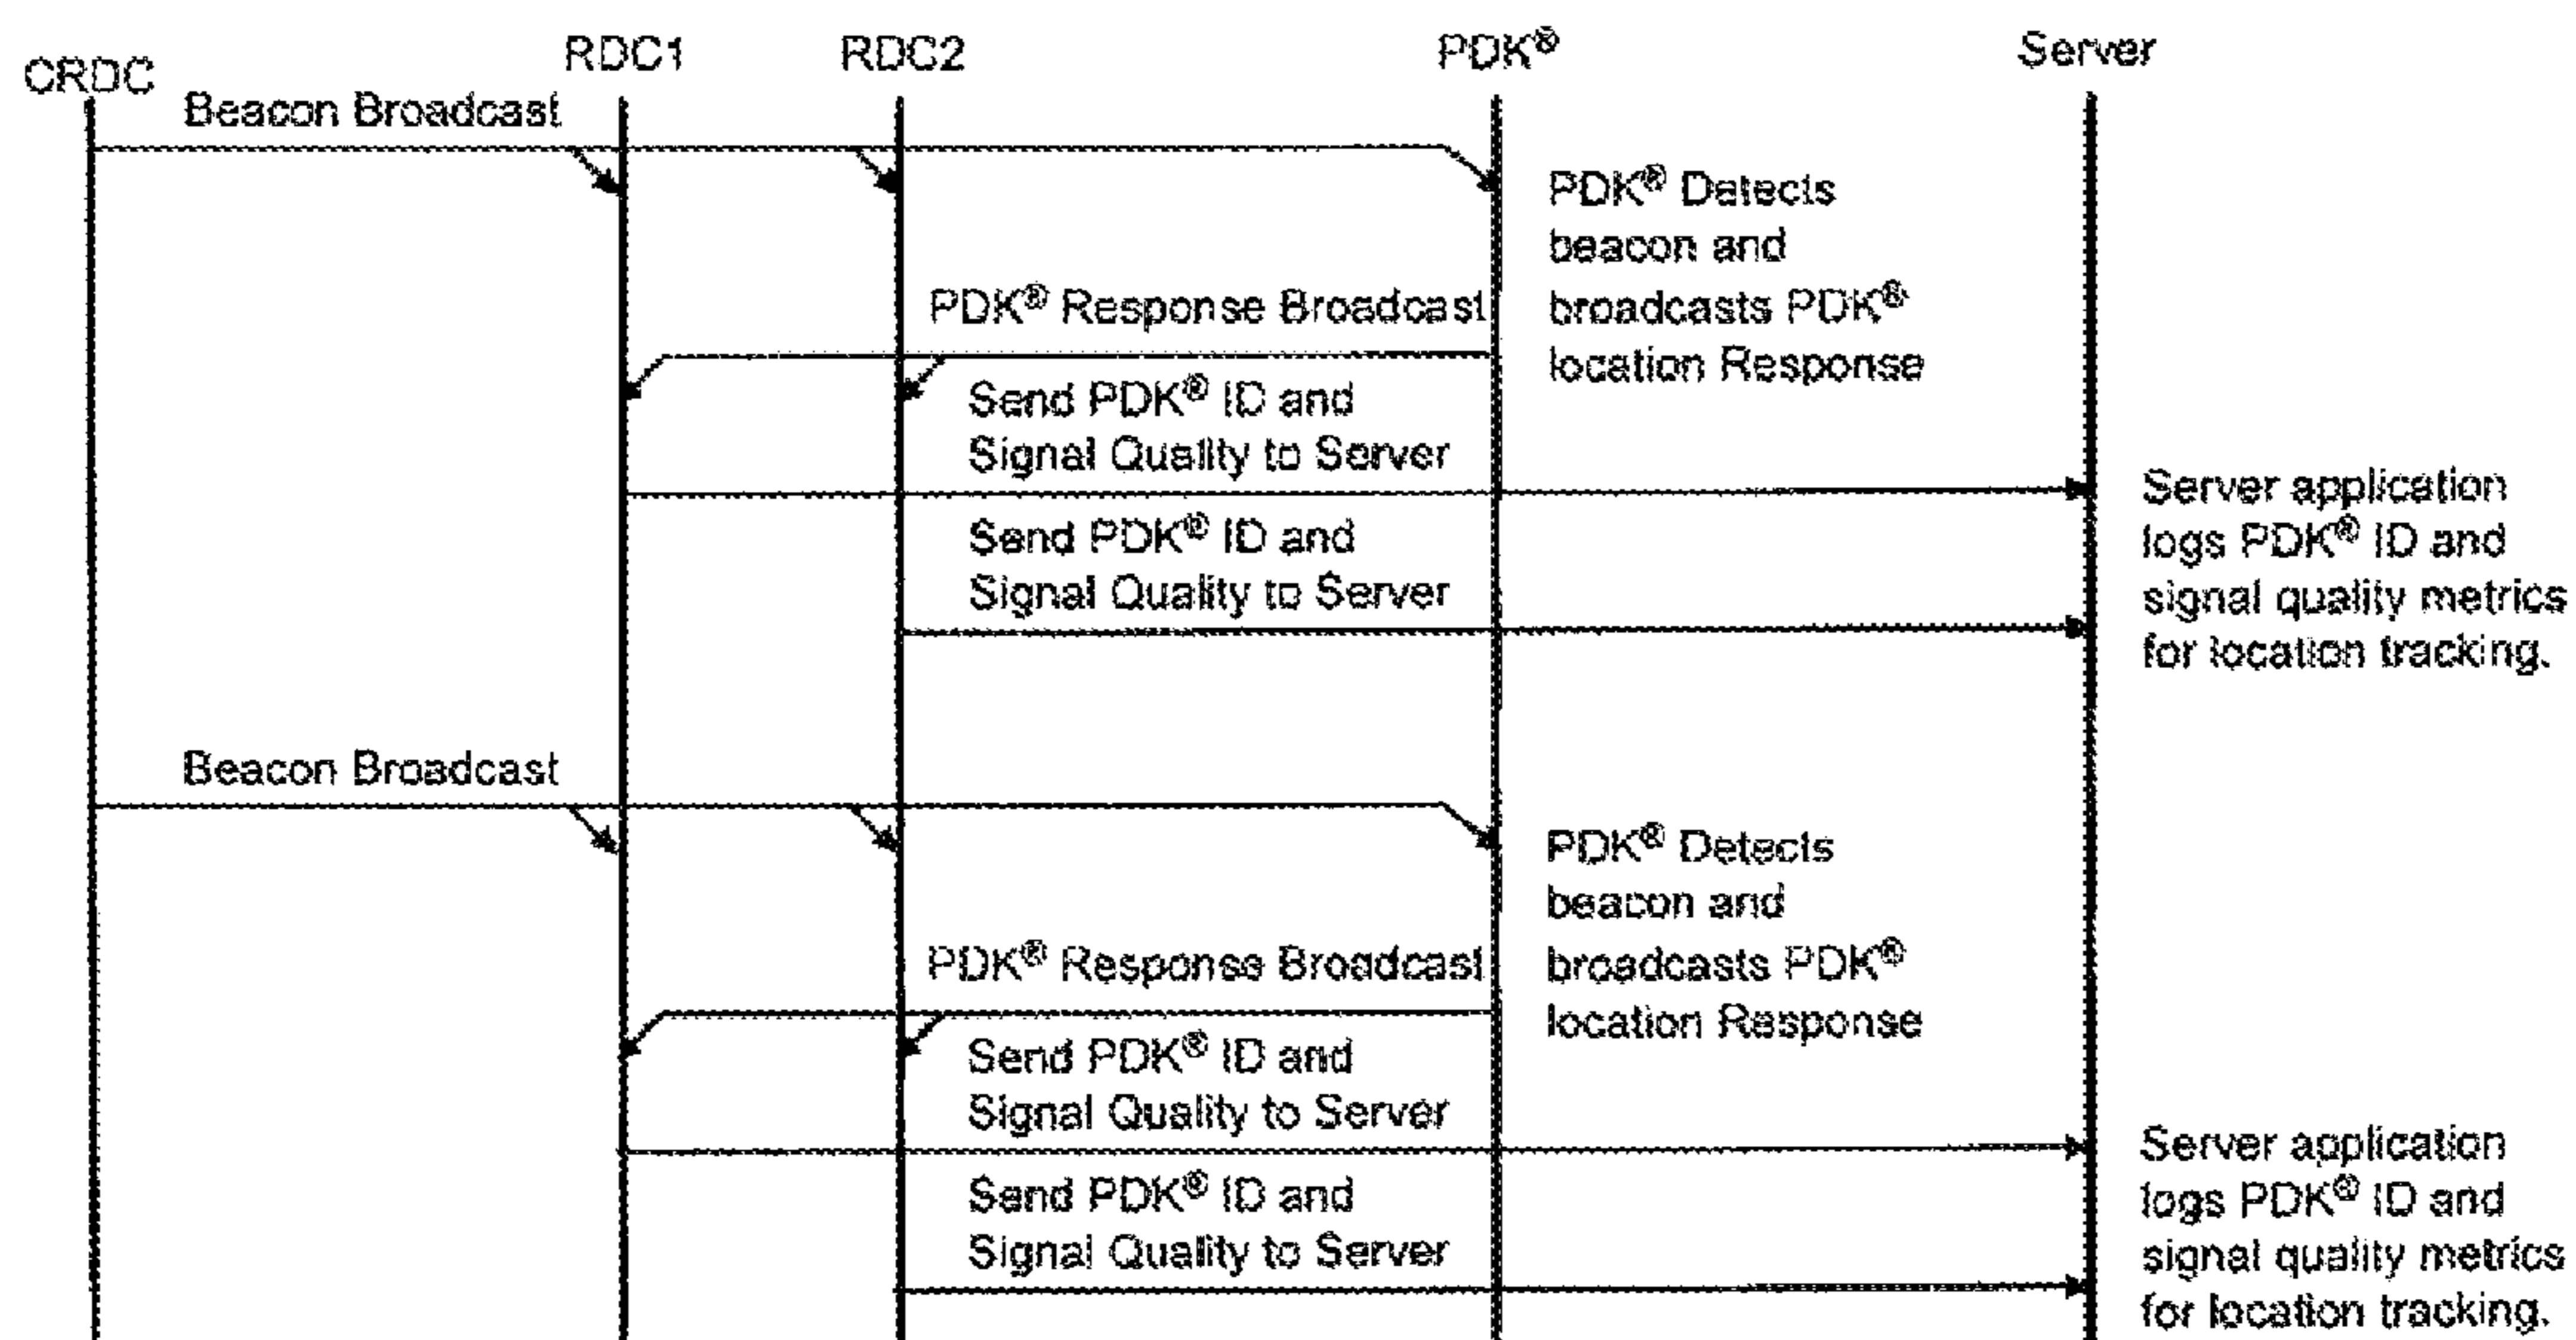 CRDC
RDC1
RDC2
PDK®
Server
Beacon Broadcast
PDK® Detects
beacon and
broadcasts PDK®
location Response
PDK® Response Broadcast
Send PDK® ID and
Signal Quality to Server
Send PDK® ID and
Signal Quality to Server
Server application
logs PDK® ID and
signal quality metrics
for location tracking.
Beacon Broadcast
PDK® Detects
beacon and
broadcasts PDK®
location Response
PDK® Response Broadcast
Send PDK® ID and
Signal Quality to Server
Send PDK® ID and
Signal Quality to Server
Server application
logs PDK® ID and
signal quality metrics
for location tracking.